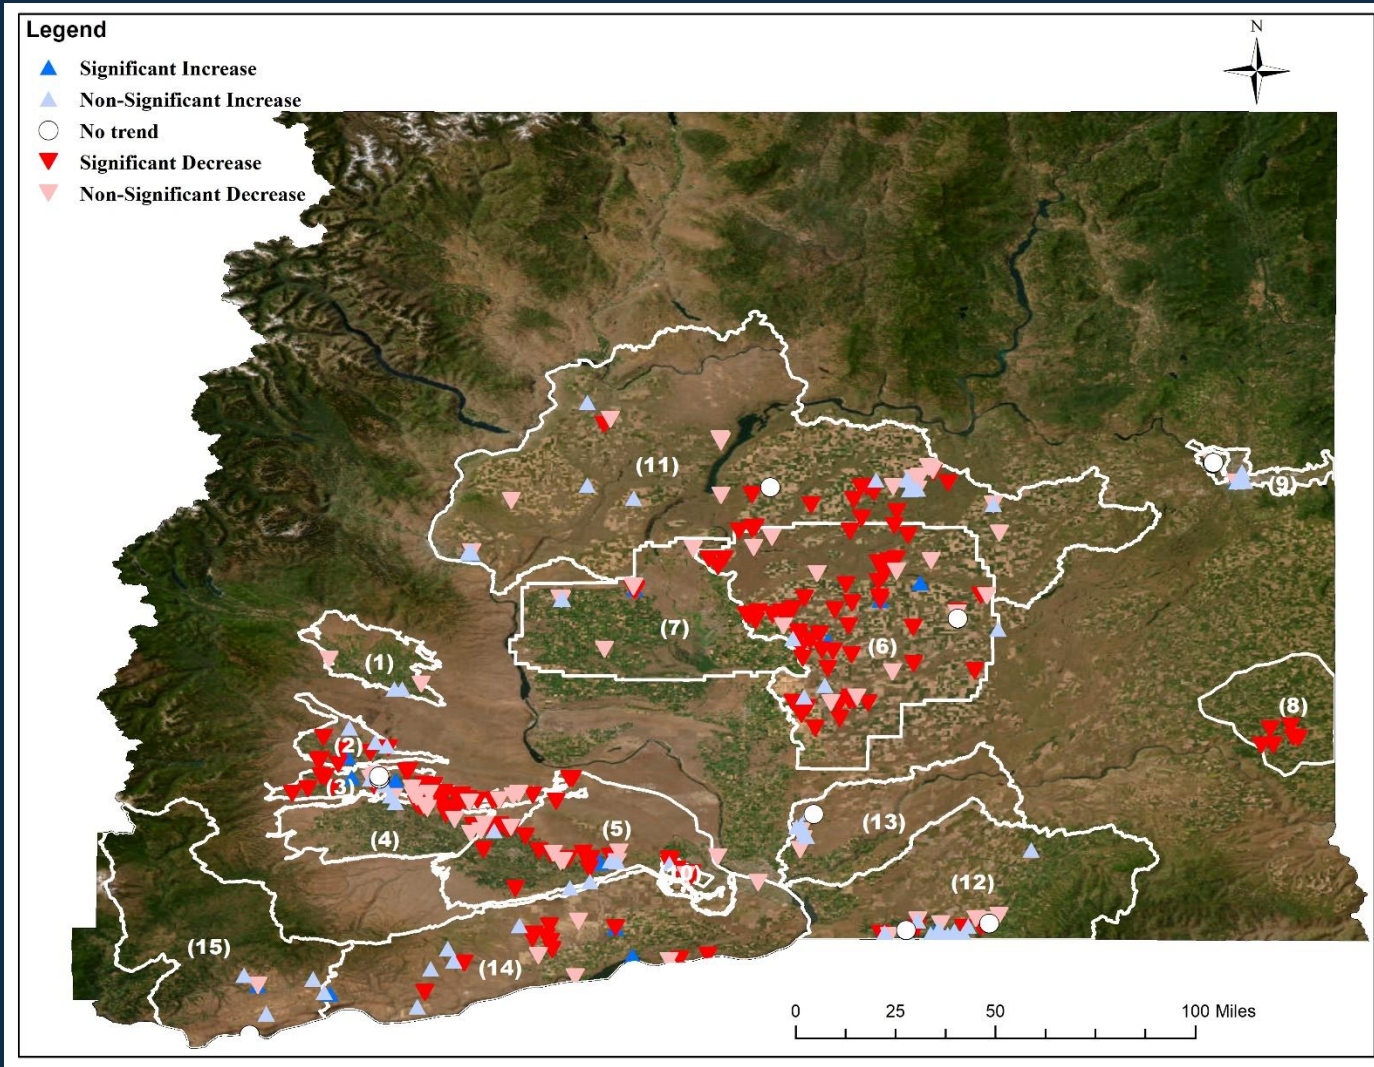 Legend
Significant Increase
Non-Significant Increase
No trend
Significant Decrease
Non-Significant Decrease
N
(11)
(9)
(7)
(6)
(1)
(8)
(2)
(3)
(4)
(5)
(13)
(10)
(12)
(15)
(14)
0 25 50 100 Miles